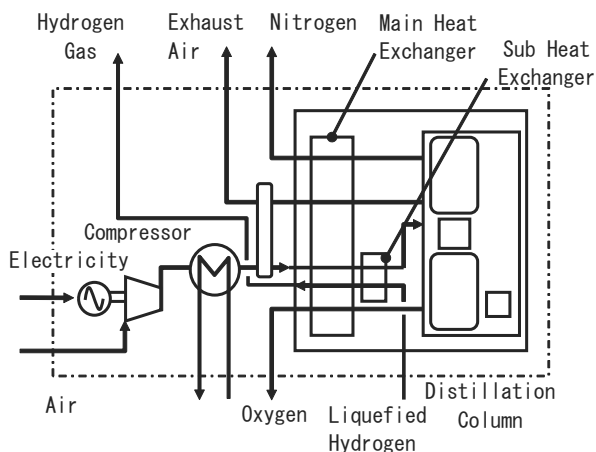 Hydrogen
Gas
Exhaust
Air
Nitrogen
Main Heat
Exchanger
Sub Heat
Exchanger
Compressor
Electricity
Air
Oxygen
Liquefied
Hydrogen
Distillation
Column